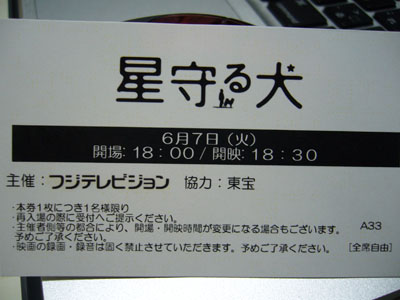 星守る犬
6月7日（火）
開場：18：00／開映：18：30
主催：フジテレビジョン　協力：東宝
・本券1枚につき1名様限り
・再入場の際に受付へご提示ください。
・主催者側等の都合により、開場・開映時間が変更になる場合もございます。
予めご了承ください。
・映画の録画・録音は固く禁止させていただきます。予めご了承ください。
A33
[全席自由]